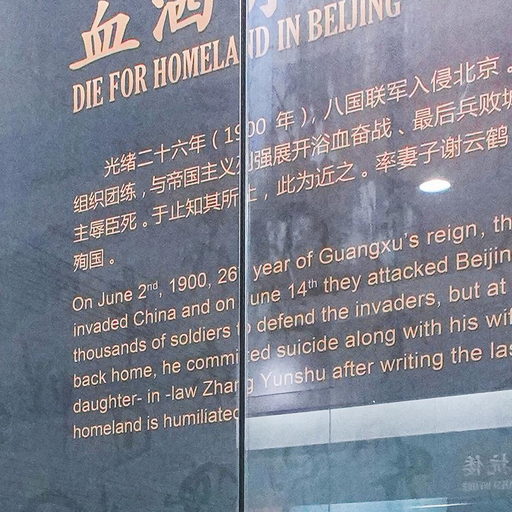 血洒
DIE FOR HOMELAND IN BEIJING
光绪二十六年（1900 年），八国联军入侵北京。
组织团练，与帝国主义列强展开浴血奋战、最后兵败城
主辱臣死。于止知其所止，此为近之。率妻子谢云鹤
殉国。
On June 2nd, 1900, 26 year of Guangxu's reign, th
invaded China and on June 14th they attacked Beijin
thousands of soldiers to defend the invaders, but at
back home, he committed suicide along with his wif
daughter- in -law Zhang Yunshu after writing the las
homeland is humiliated